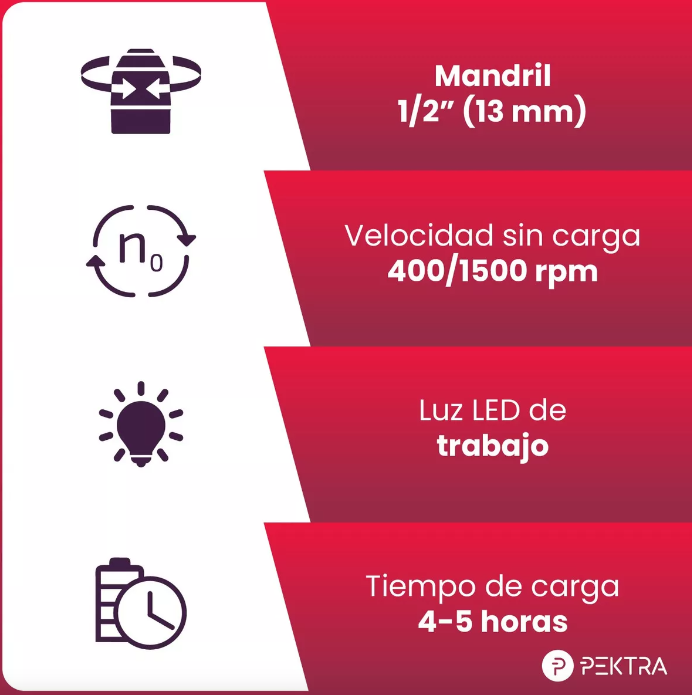 Mandril
1/2” (13 mm)
n0
Velocidad sin carga
400/1500 rpm
Luz LED de
trabajo
Tiempo de carga
4-5 horas
P PEKTRA